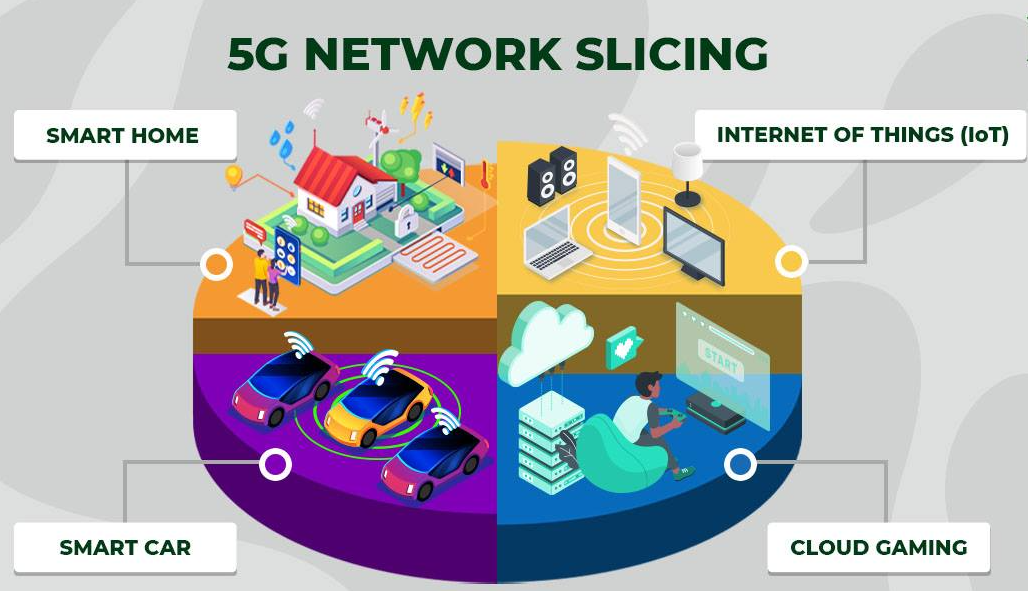 5G NETWORK SLICING
SMART HOME
INTERNET OF THINGS (IoT)
START
SMART CAR
CLOUD GAMING